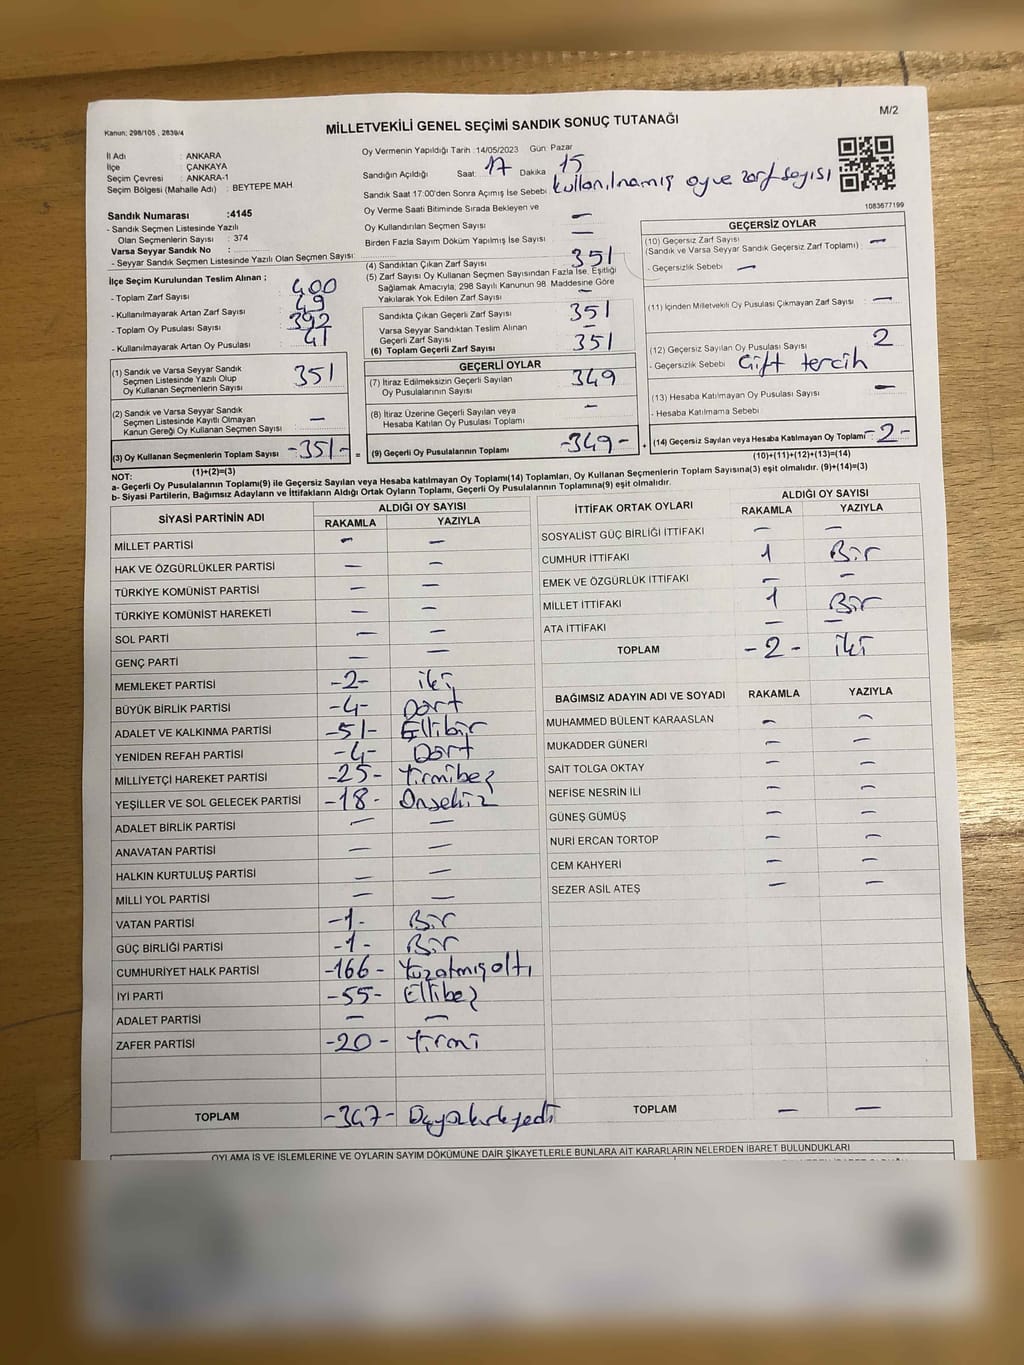 M/2
Kanun: 298/105 , 2839/4
MİLLETVEKİLİ GENEL SEÇİMİ SANDIK SONUÇ TUTANAĞI
İl Adı : ANKARA
İlçe : ÇANKAYA
Seçim Çevresi : ANKARA-1
Seçim Bölgesi (Mahalle Adı) : BEYTEPE MAH
Oy Vermenin Yapıldığı Tarih : 14/05/2023 Gün: Pazar
Sandığın Açıldığı Saat: 17 Dakika 15
Sandık Saat 17:00'den Sonra Açımış İse Sebebi kullanılnamış oy ve zarf sayısı
1083677199
Sandık Numarası :4145
- Sandık Seçmen Listesinde Yazılı
Olan Seçmenlerin Sayısı : 374
Varsa Seyyar Sandık No :
- Seyyar Sandık Seçmen Listesinde Yazılı Olan Seçmen Sayısı:
Oy Verme Saati Bitiminde Sırada Bekleyen ve
Oy Kullandırılan Seçmen Sayısı –
Birden Fazla Sayım Döküm Yapılmış İse Sayısı –
İlçe Seçim Kurulundan Teslim Alınan ;
- Toplam Zarf Sayısı 400
- Kullanılmayarak Artan Zarf Sayısı 49
- Toplam Oy Pusulası Sayısı 392
- Kullanılmayarak Artan Oy Pusulası 41
(1) Sandık ve Varsa Seyyar Sandık
Seçmen Listesinde Yazılı Olup
Oy Kullanan Seçmenlerin Sayısı 351
(2) Sandık ve Varsa Seyyar Sandık
Seçmen Listesinde Kayıtlı Olmayan
Kanun Gereği Oy Kullanan Seçmen Sayısı –
(3) Oy Kullanan Seçmenlerin Toplam Sayısı -351-
(1)+(2)=(3)
(4) Sandıktan Çıkan Zarf Sayısı 351
(5) Zarf Sayısı Oy Kullanan Seçmen Sayısından Fazla İse, Eşitliği
Sağlamak Amacıyla; 298 Sayılı Kanunun 98. Maddesine Göre
Yakılarak Yok Edilen Zarf Sayısı –
Sandıkta Çıkan Geçerli Zarf Sayısı 351
Varsa Seyyar Sandıktan Teslim Alınan
Geçerli Zarf Sayısı –
(6) Toplam Geçerli Zarf Sayısı 351
GEÇERLİ OYLAR
(7) İtiraz Edilmeksizin Geçerli Sayılan
Oy Pusulalarının Sayısı 349
(8) İtiraz Üzerine Geçerli Sayılan veya
Hesaba Katılan Oy Pusulası Toplamı –
= (9) Geçerli Oy Pusulalarının Toplamı -349- +
GEÇERSİZ OYLAR
(10) Geçersiz Zarf Sayısı –
(Sandık ve Varsa Seyyar Sandık Geçersiz Zarf Toplamı)
- Geçersizlik Sebebi –
(11) İçinden Milletvekili Oy Pusulası Çıkmayan Zarf Sayısı –
(12) Geçersiz Sayılan Oy Pusulası Sayısı 2
- Geçersizlik Sebebi Çift tercih
(13) Hesaba Katılmayan Oy Pusulası Sayısı –
- Hesaba Katılmama Sebebi
(14) Geçersiz Sayılan veya Hesaba Katılmayan Oy Toplamı -2-
(10)+(11)+(12)+(13)=(14)
NOT:
a- Geçerli Oy Pusulalarının Toplamı(9) ile Geçersiz Sayılan veya Hesaba katılmayan Oy Toplamı(14) Toplamları, Oy Kullanan Seçmenlerin Toplam Sayısına(3) eşit olmalıdır. (9)+(14)=(3)
b- Siyasi Partilerin, Bağımsız Adayların ve İttifakların Aldığı Ortak Oyların Toplamı, Geçerli Oy Pusulalarının Toplamına(9) eşit olmalıdır.
SİYASİ PARTİNİN ADI ALDIĞI OY SAYISI
RAKAMLA YAZIYLA
MİLLET PARTİSİ – –
HAK VE ÖZGÜRLÜKLER PARTİSİ – –
TÜRKİYE KOMÜNİST PARTİSİ – –
TÜRKİYE KOMÜNİST HAREKETİ – –
SOL PARTİ – –
GENÇ PARTİ – –
MEMLEKET PARTİSİ -2- iki
BÜYÜK BİRLİK PARTİSİ -4- Dört
ADALET VE KALKINMA PARTİSİ -51- Ellibir
YENİDEN REFAH PARTİSİ -4- Dört
MİLLİYETÇİ HAREKET PARTİSİ -25- Yirmibeş
YEŞİLLER VE SOL GELECEK PARTİSİ -18- Onsekiz
ADALET BİRLİK PARTİSİ – –
ANAVATAN PARTİSİ – –
HALKIN KURTULUŞ PARTİSİ – –
MİLLİ YOL PARTİSİ – –
VATAN PARTİSİ -1- Bir
GÜÇ BİRLİĞİ PARTİSİ -1- Bir
CUMHURİYET HALK PARTİSİ -166- Yüzatmışaltı
İYİ PARTİ -55- Ellibeş
ADALET PARTİSİ – –
ZAFER PARTİSİ -20- Yirmi
TOPLAM -347- Üçyüzkırkyedi
İTTİFAK ORTAK OYLARI ALDIĞI OY SAYISI
RAKAMLA YAZIYLA
SOSYALİST GÜÇ BİRLİĞİ İTTİFAKI – –
CUMHUR İTTİFAKI 1 Bir
EMEK VE ÖZGÜRLÜK İTTİFAKI – –
MİLLET İTTİFAKI 1 Bir
ATA İTTİFAKI – –
TOPLAM -2- iki
BAĞIMSIZ ADAYIN ADI VE SOYADI RAKAMLA YAZIYLA
MUHAMMED BÜLENT KARAASLAN – –
MUKADDER GÜNERİ – –
SAİT TOLGA OKTAY – –
NEFİSE NESRİN İLİ – –
GÜNEŞ GÜMÜŞ – –
NURİ ERCAN TORTOP – –
CEM KAHYERİ – –
SEZER ASİL ATEŞ – –
TOPLAM – –
OYLAMA İŞ VE İŞLEMLERİNE VE OYLARIN SAYIM DÖKÜMÜNE DAİR ŞİKAYETLERLE BUNLARA AİT KARARLARIN NELERDEN İBARET BULUNDUKLARI